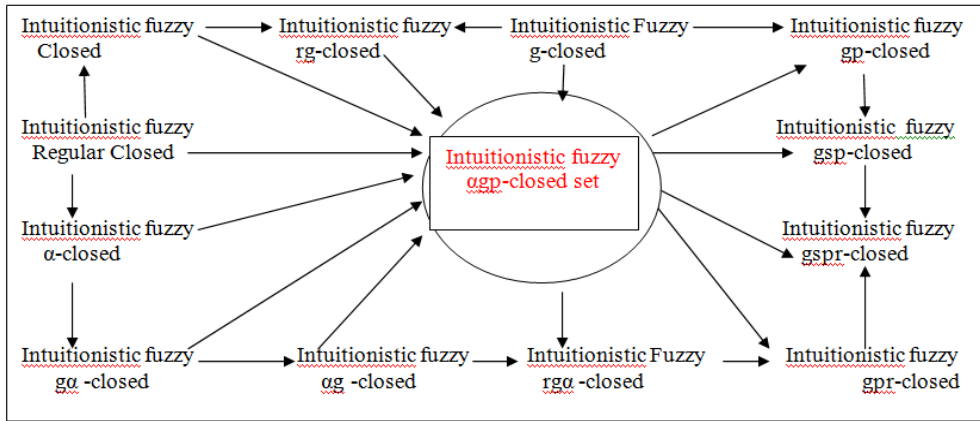 Intuitionistic fuzzy
Closed
Intuitionistic fuzzy
rg-closed
Intuitionistic Fuzzy
g-closed
Intuitionistic fuzzy
gp-closed
Intuitionistic fuzzy
Regular Closed
Intuitionistic fuzzy
αgp-closed set
Intuitionistic fuzzy
gsp-closed
Intuitionistic fuzzy
α-closed
Intuitionistic fuzzy
gspr-closed
Intuitionistic fuzzy
gα -closed
Intuitionistic fuzzy
αg -closed
Intuitionistic Fuzzy
rgα -closed
Intuitionistic fuzzy
gpr-closed